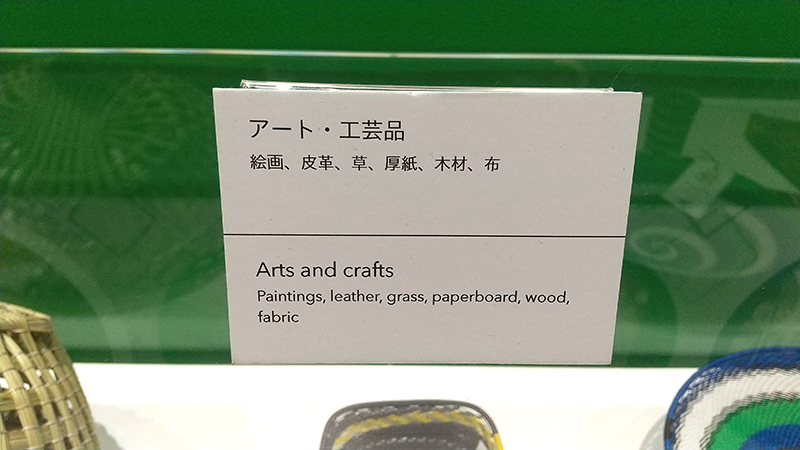 アート・工芸品
絵画、皮革、草、厚紙、木材、布
Arts and crafts
Paintings, leather, grass, paperboard, wood,
fabric